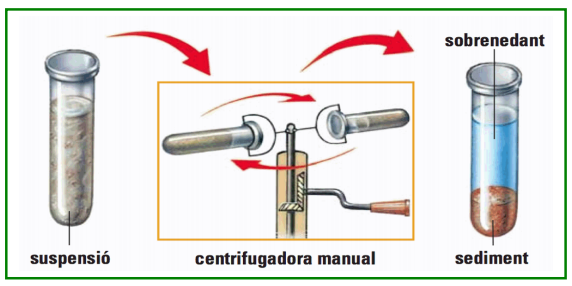 sobrenedant
suspensió
centrifugadora manual
sediment